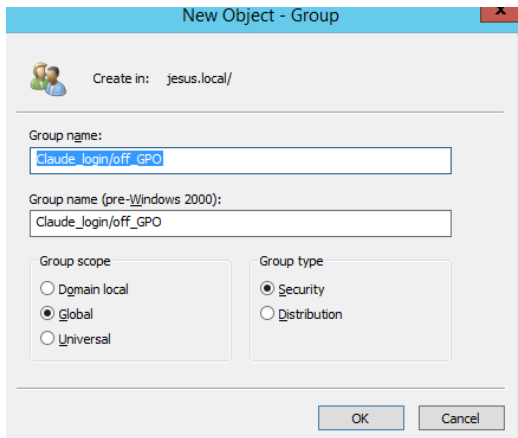 New Object - Group
x
Create in: jesus.local/
Group name:
Claude_login/off_GPO
Group name (pre-Windows 2000):
Claude_login/off_GPO
Group scope
Domain local
Global
Universal
Group type
Security
Distribution
OK
Cancel